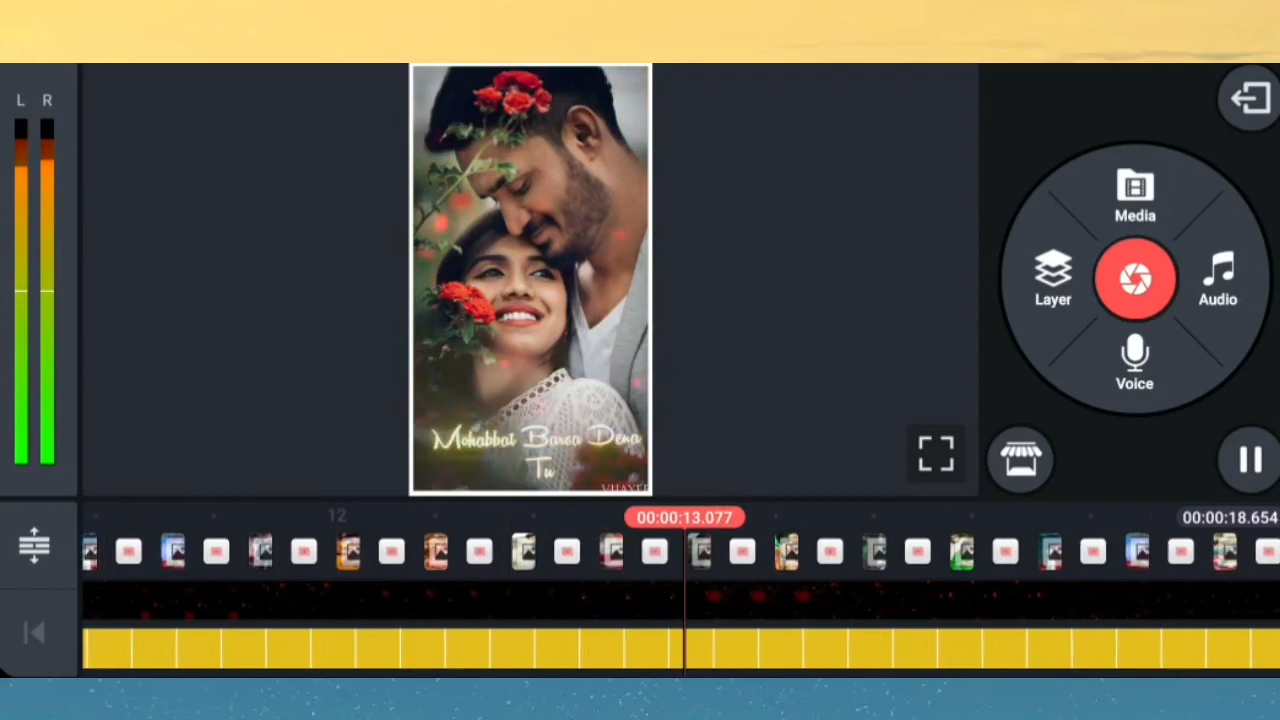 L R
Media
Layer
Audio
Voice
Mohabbat Barsa Dena
Tu
12
00:00:13.077
00:00:18.654